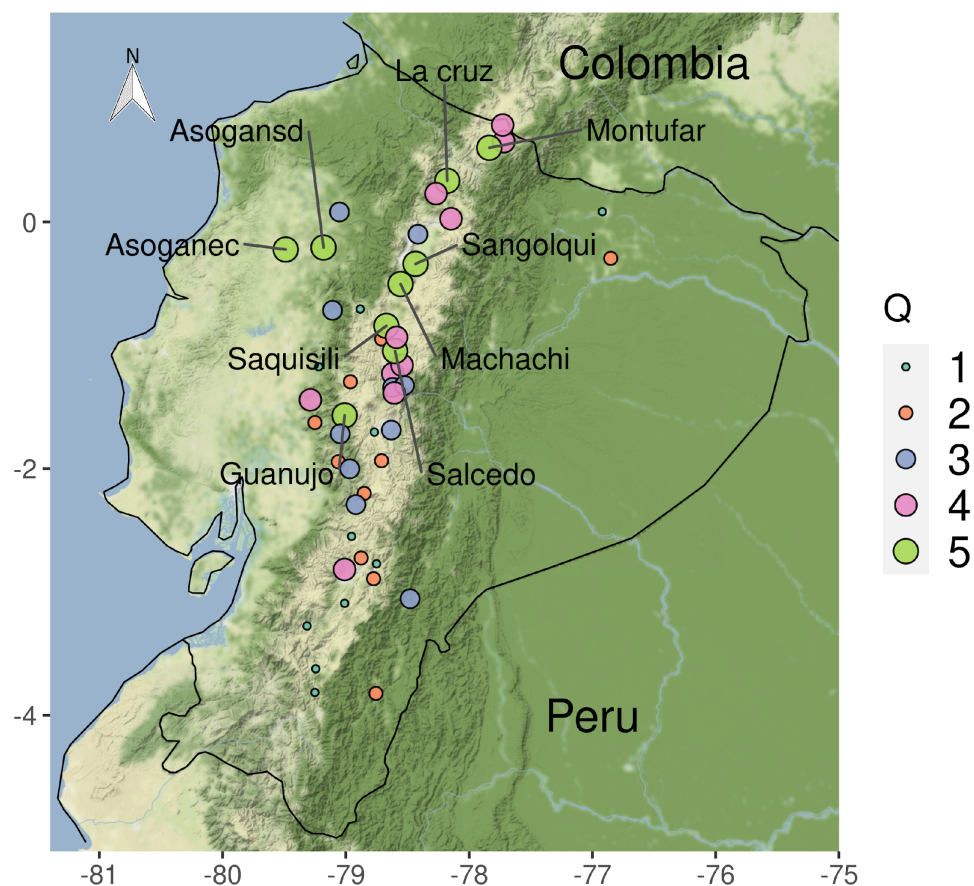 N
La cruz
Colombia
Asogansd
Montufar
Asoganec
Sangolqui
Saquisili
Machachi
Guanujo
Salcedo
Peru
0
-2
-4
-81
-80
-79
-78
-77
-76
-75
Q
1
2
3
4
5